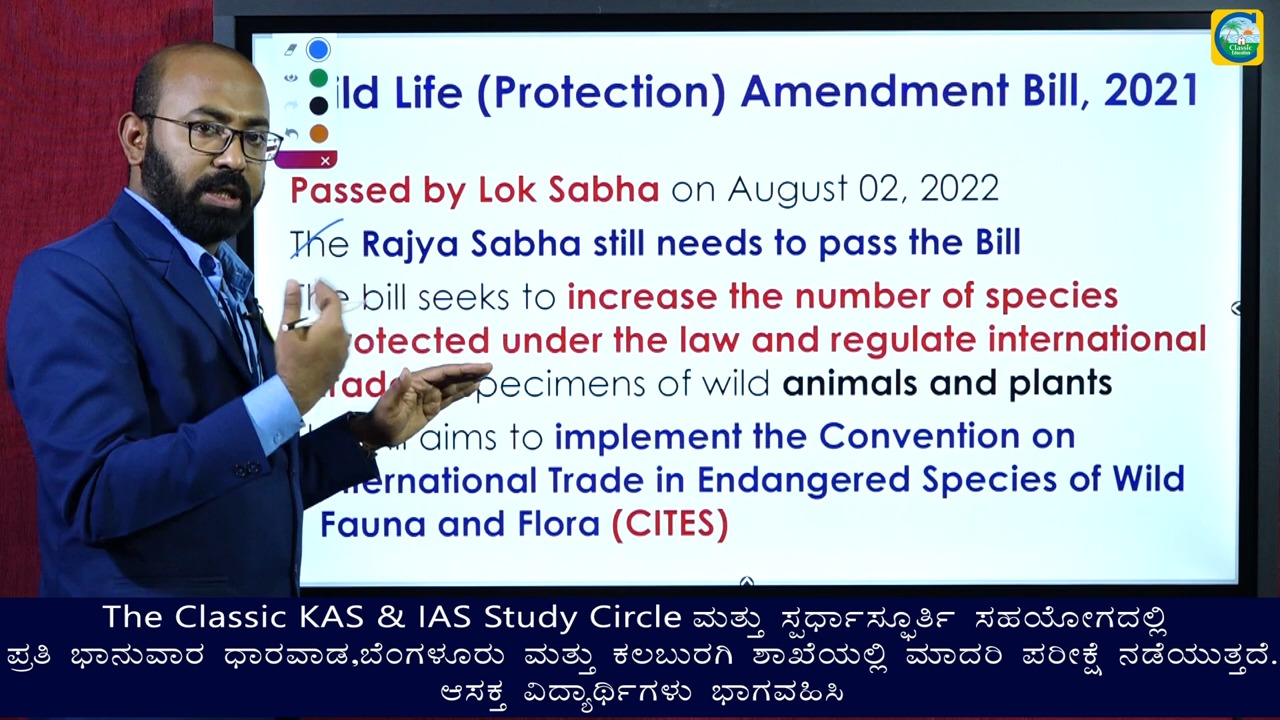 Classic
Education
ild Life (Protection) Amendment Bill, 2021
Passed by Lok Sabha on August 02, 2022
The Rajya Sabha still needs to pass the Bill
The bill seeks to increase the number of species
otected under the law and regulate international
rade specimens of wild animals and plants
aims to implement the Convention on
ernational Trade in Endangered Species of Wild
Fauna and Flora (CITES)
The Classic KAS & IAS Study Circle ಮತ್ತು ಸ್ಪರ್ಧಾಸ್ಫೂರ್ತಿ ಸಹಯೋಗದಲ್ಲಿ
ಪ್ರತಿ ಭಾನುವಾರ ಧಾರವಾಡ,ಬೆಂಗಳೂರು ಮತ್ತು ಕಲಬುರಗಿ ಶಾಖೆಯಲ್ಲಿ ಮಾದರಿ ಪರೀಕ್ಷೆ ನಡೆಯುತ್ತದೆ.
ಆಸಕ್ತ ವಿದ್ಯಾರ್ಥಿಗಳು ಭಾಗವಹಿಸಿ